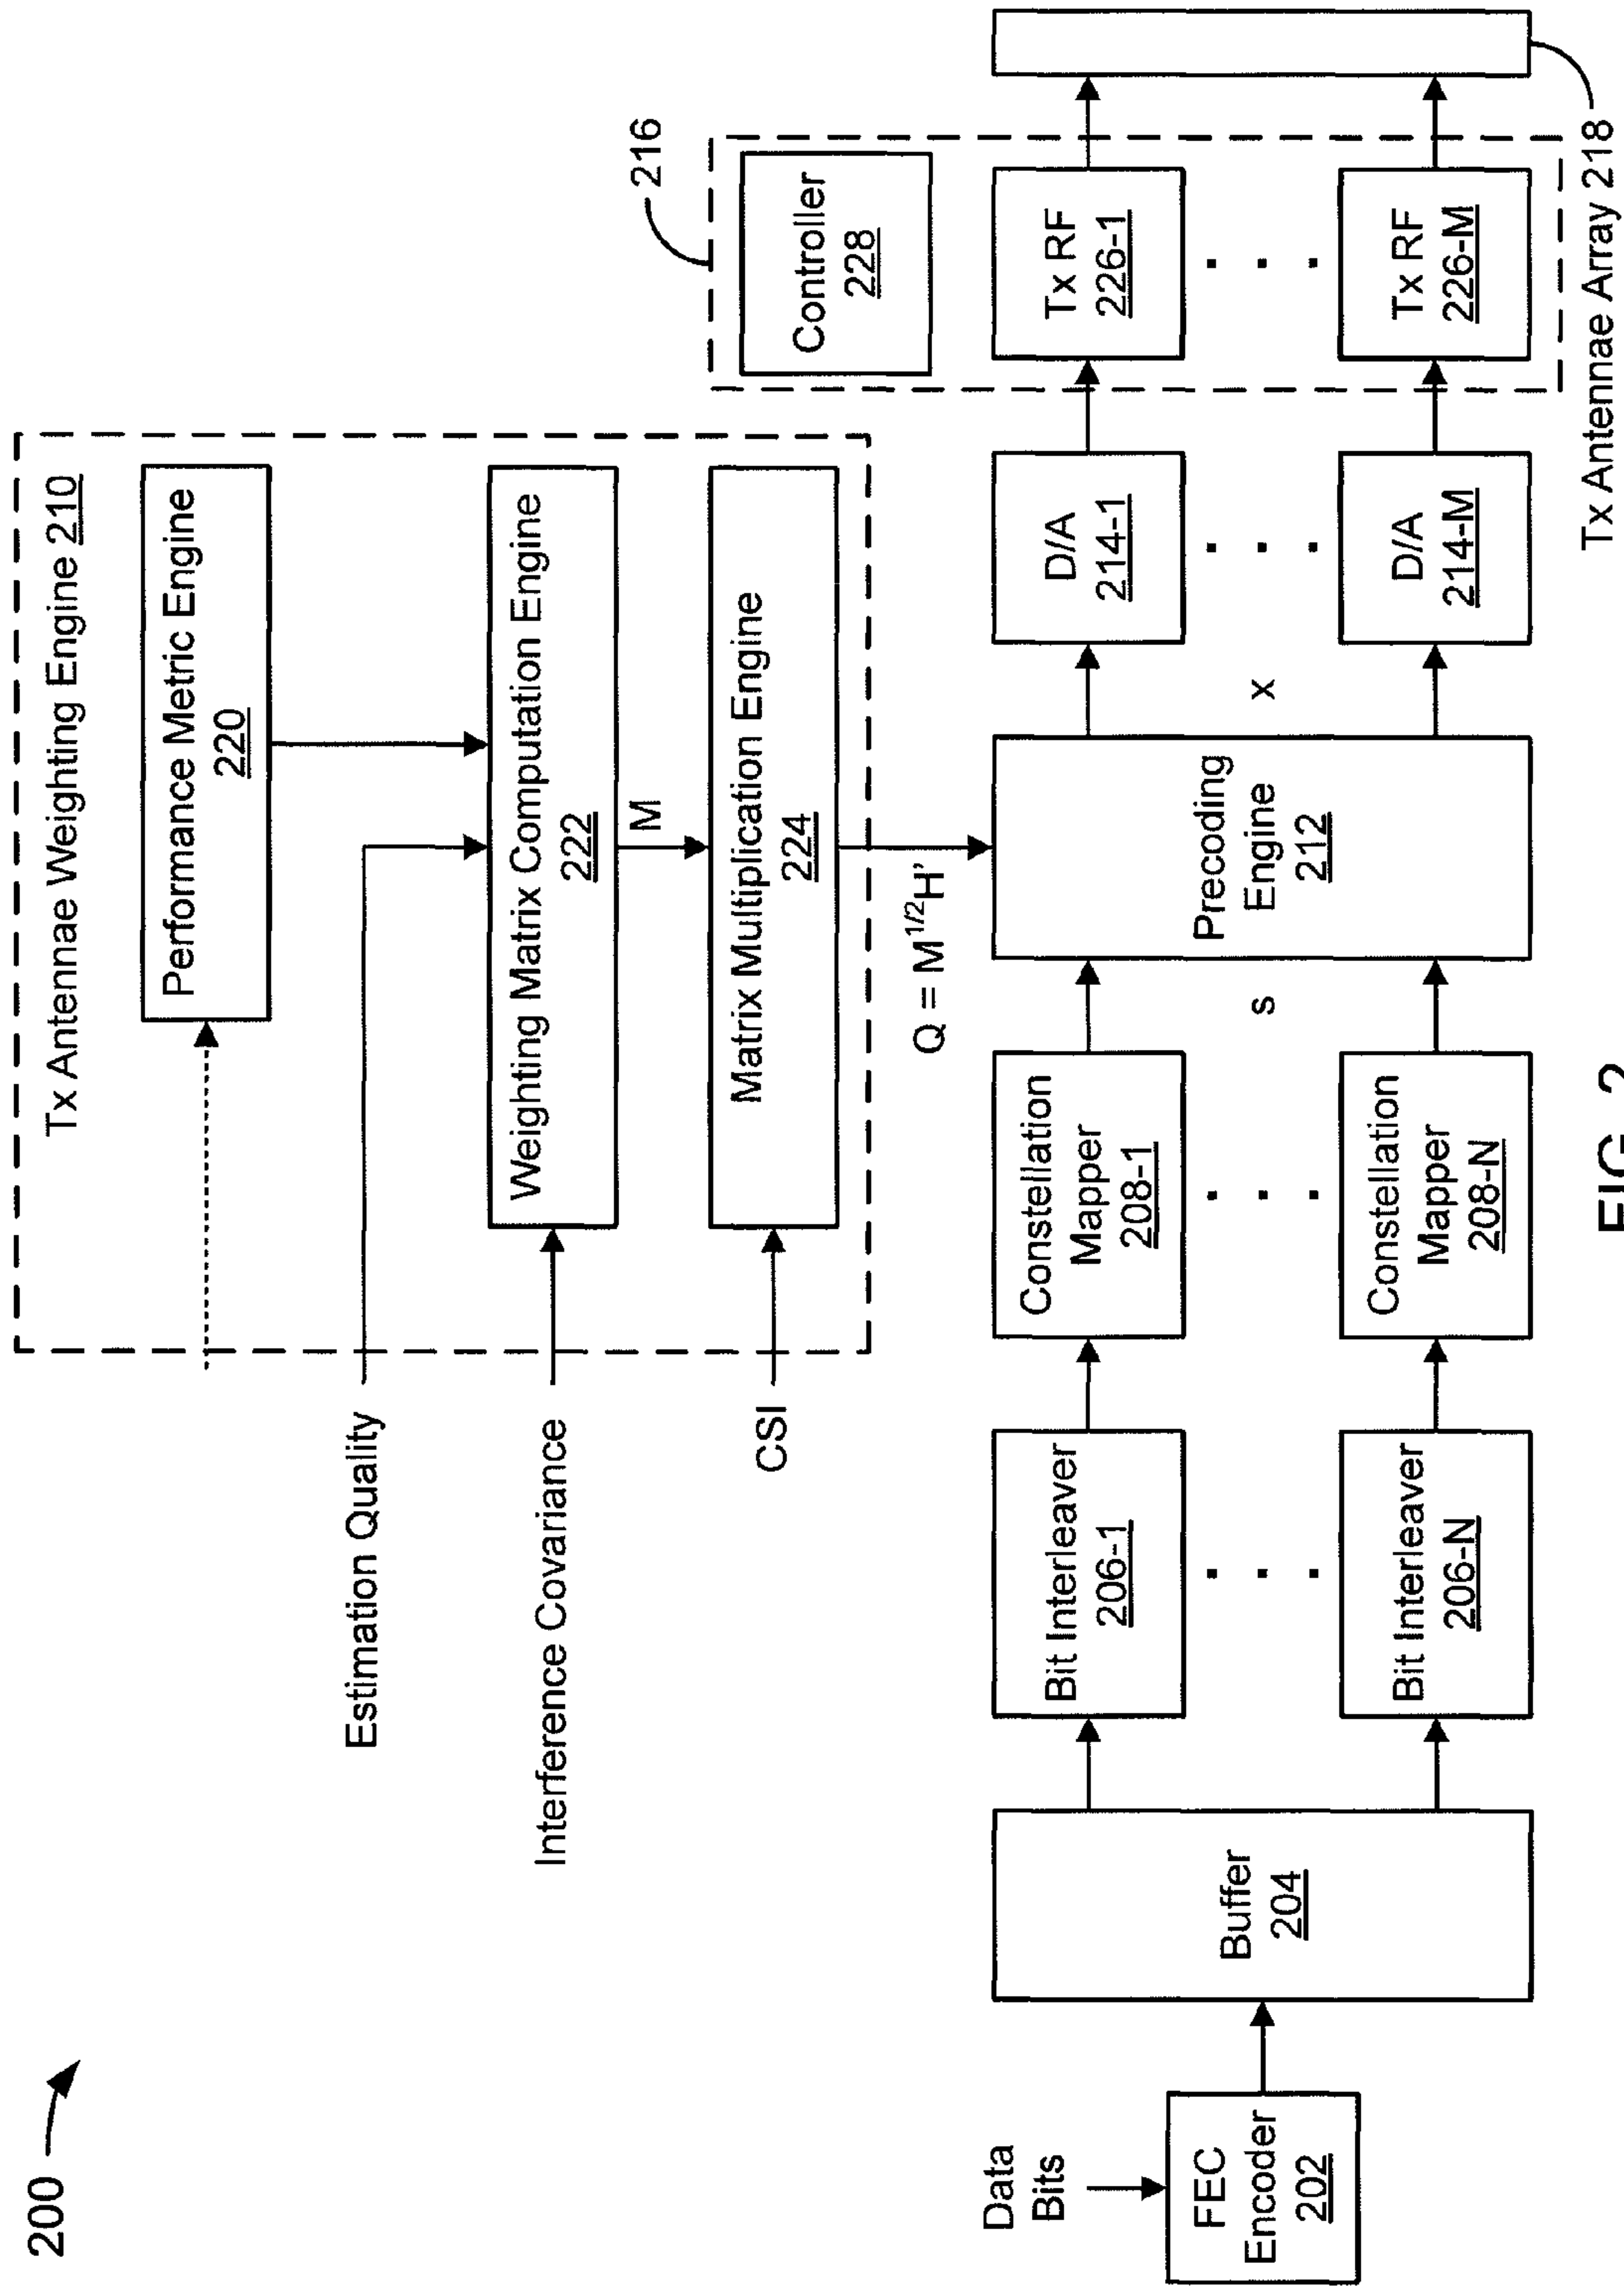 200
Tx Antennae Weighting Engine 210
Performance Metric Engine
220
Estimation Quality
Weighting Matrix Computation Engine
222
Interference Covariance
M
Matrix Multiplication Engine
224
CSI
Q = M1/2H'
216
Controller
228
Data
Bits
FEC
Encoder
202
Buffer
204
Bit Interleaver
206-1
. . .
Bit Interleaver
206-N
Constellation
Mapper
208-1
. . .
Constellation
Mapper
208-N
s
Precoding
Engine
212
x
D/A
214-1
. . .
D/A
214-M
Tx RF
226-1
. . .
Tx RF
226-M
Tx Antennae Array 218
FIG. 2